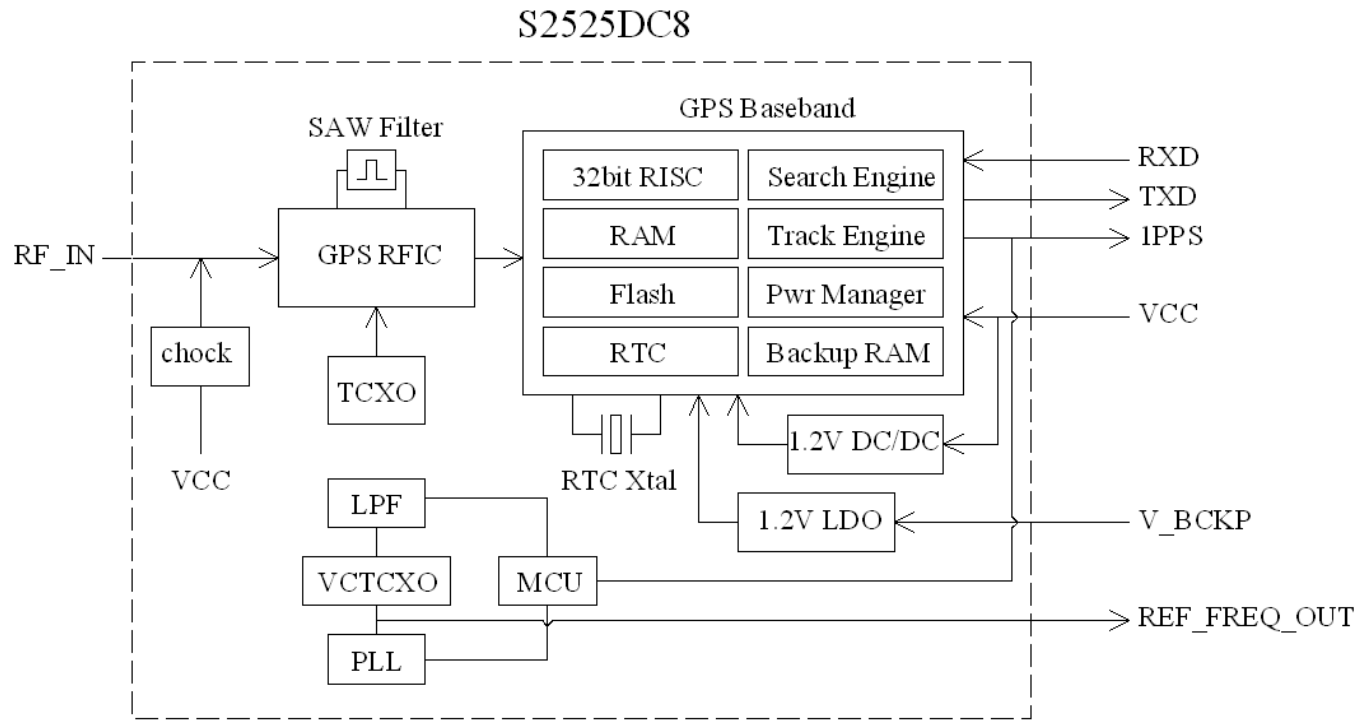 S2525DC8
GPS Baseband
SAW Filter
32bit RISC
Search Engine
RXD
TXD
RAM
Track Engine
1PPS
RF_IN
GPS RFIC
Flash
Pwr Manager
VCC
chock
RTC
Backup RAM
TCXO
1.2V DC/DC
VCC
RTC Xtal
LPF
1.2V LDO
V_BCKP
VCTCXO
MCU
REF_FREQ_OUT
PLL